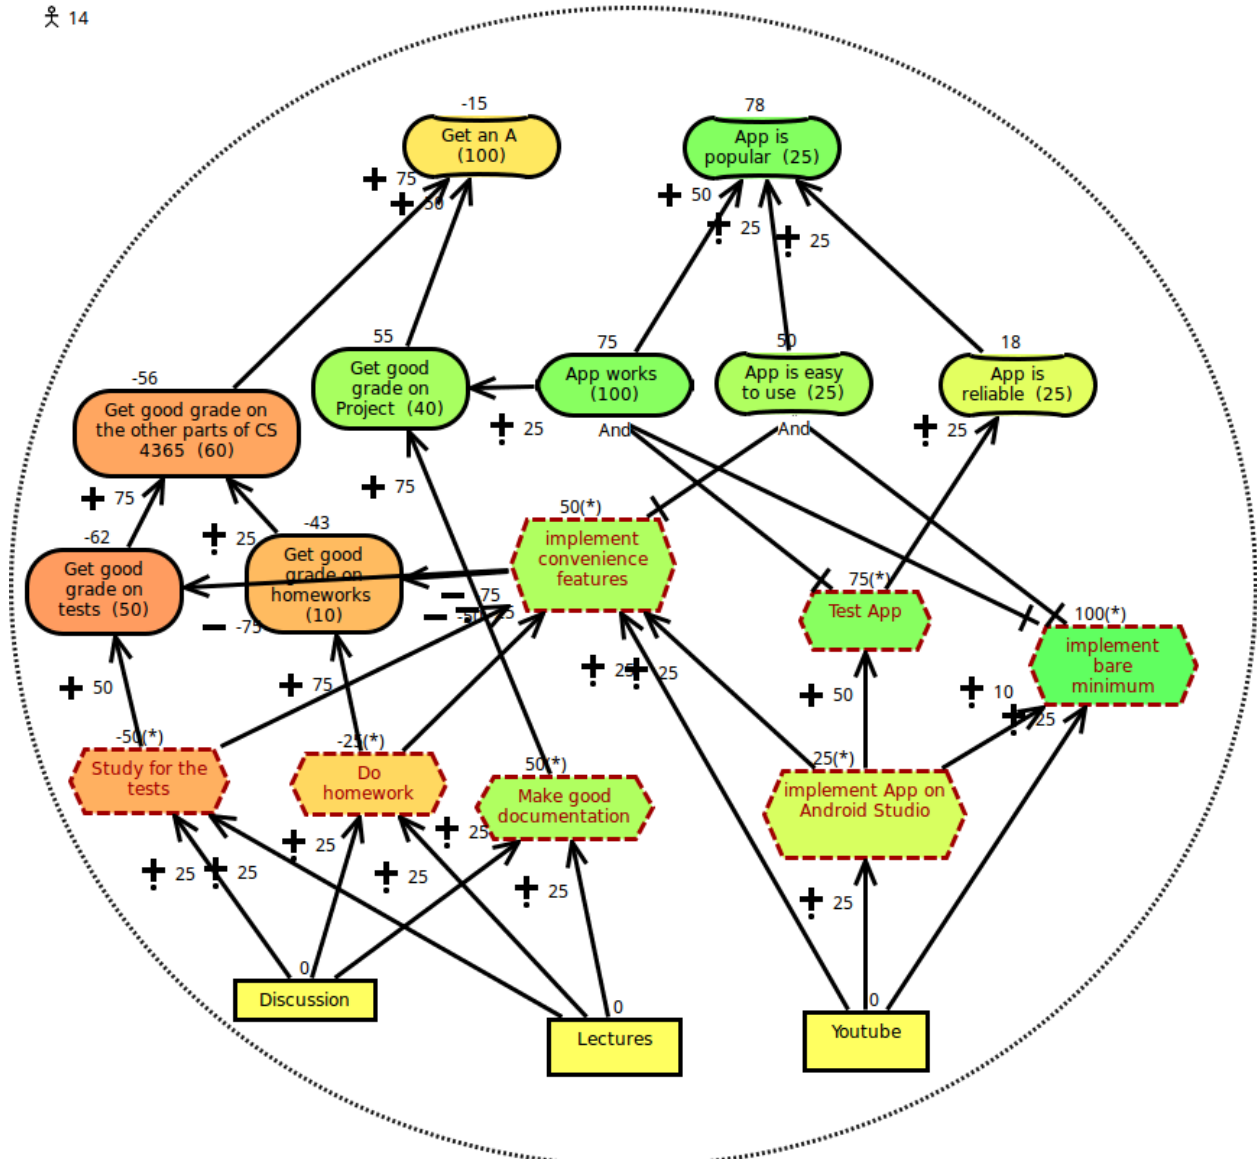 14
-15
Get an A
(100)
78
App is
popular (25)
75
50
50
25
25
-56
Get good grade on
the other parts of CS
4365 (60)
55
Get good
grade on
Project (40)
75
App works
(100)
50
App is easy
to use (25)
18
App is
reliable (25)
25
And
And
25
75
75
25
-62
Get good
grade on
tests (50)
-43
Get good
grade on
homeworks
(10)
50(*)
implement
convenience
features
75(*)
Test App
100(*)
implement
bare
minimum
-75
-75
25
50
75
25
25
50
10
25
-50(*)
Study for the
tests
-25(*)
Do
homework
50(*)
Make good
documentation
25(*)
implement App on
Android Studio
25
25
25
25
25
25
25
0
Discussion
0
Lectures
0
Youtube